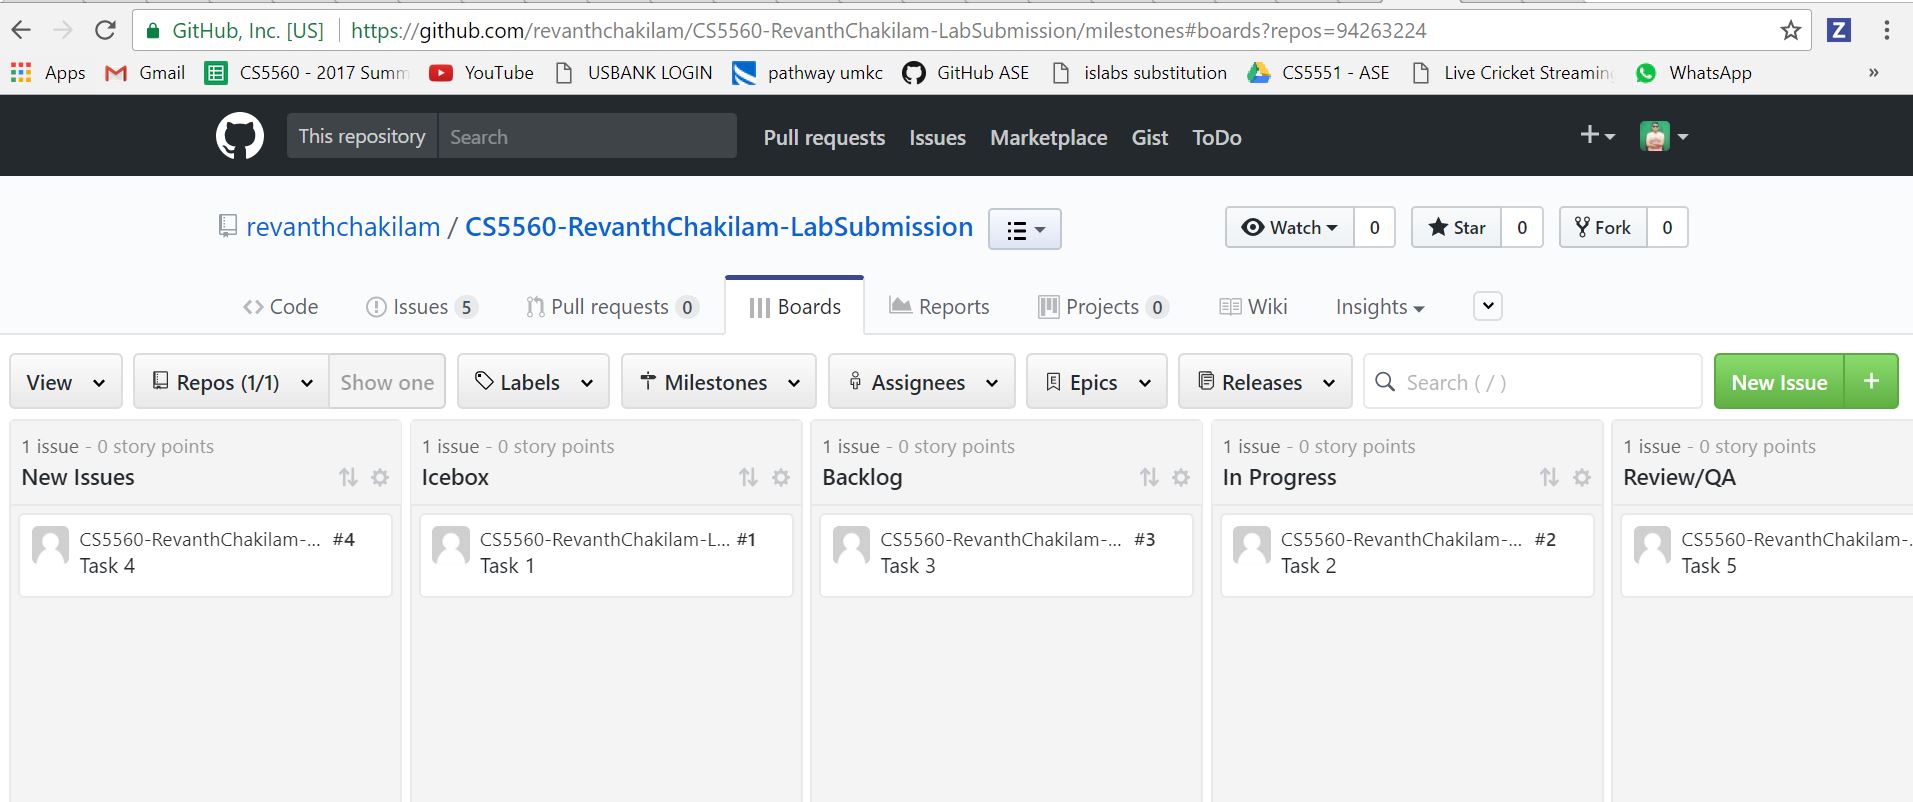 GitHub, Inc. [US] https://github.com/revanthchakilam/CS5560-RevanthChakilam-LabSubmission/milestones#boards?repos=94263224 Z
Apps Gmail CS5560 - 2017 Summ YouTube USBANK LOGIN pathway umkc GitHub ASE islabs substitution CS5551 - ASE Live Cricket Streaming WhatsApp »
This repository Search Pull requests Issues Marketplace Gist ToDo
revanthchakilam / CS5560-RevanthChakilam-LabSubmission Watch 0 Star 0 Fork 0
Code Issues 5 Pull requests 0 Boards Reports Projects 0 Wiki Insights
View Repos (1/1) Show one Labels Milestones Assignees Epics Releases Search ( / ) New Issue +
1 issue - 0 story points 1 issue - 0 story points 1 issue - 0 story points 1 issue - 0 story points 1 issue - 0 story points
New Issues Icebox Backlog In Progress Review/QA
CS5560-RevanthChakilam-... #4 CS5560-RevanthChakilam-L... #1 CS5560-RevanthChakilam-... #3 CS5560-RevanthChakilam-... #2 CS5560-RevanthChakilam-.
Task 4 Task 1 Task 3 Task 2 Task 5